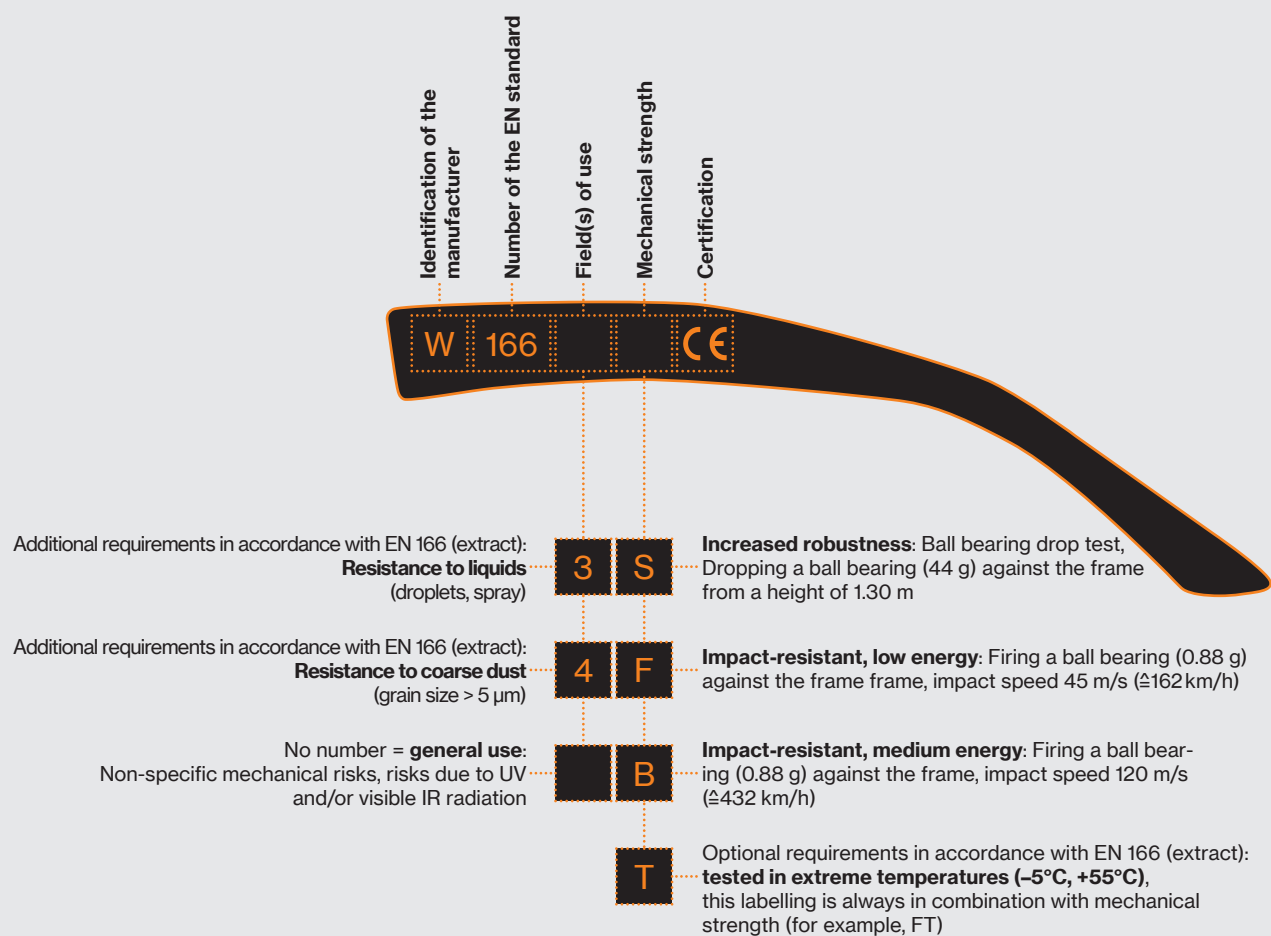 Identification of the
manufacturer
Number of the EN standard
Field(s) of use
Mechanical strength
Certification
W 166 CE
Additional requirements in accordance with EN 166 (extract):
Resistance to liquids
(droplets, spray)
3 S
Increased robustness: Ball bearing drop test,
Dropping a ball bearing (44 g) against the frame
from a height of 1.30 m
Additional requirements in accordance with EN 166 (extract):
Resistance to coarse dust
(grain size > 5 µm)
4 F
Impact-resistant, low energy: Firing a ball bearing (0.88 g)
against the frame frame, impact speed 45 m/s (≙162 km/h)
No number = general use:
Non-specific mechanical risks, risks due to UV
and/or visible IR radiation
B
Impact-resistant, medium energy: Firing a ball bear-
ing (0.88 g) against the frame, impact speed 120 m/s
(≙432 km/h)
T
Optional requirements in accordance with EN 166 (extract):
tested in extreme temperatures (–5°C, +55°C),
this labelling is always in combination with mechanical
strength (for example, FT)